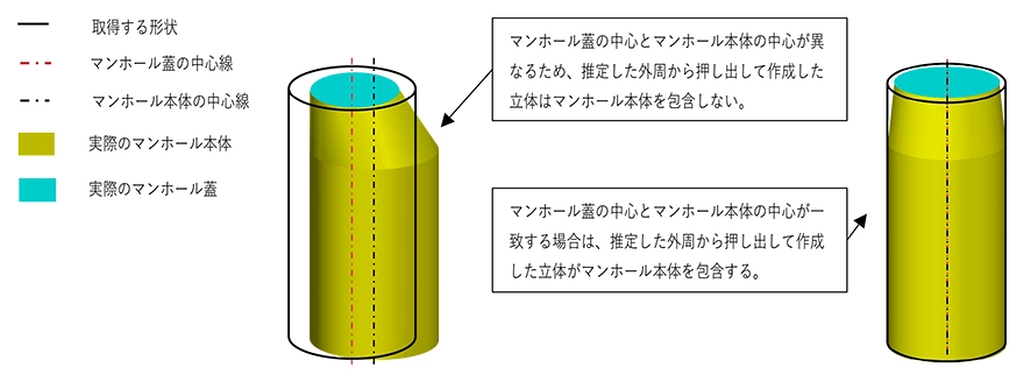 取得する形状
マンホール蓋の中心線
マンホール本体の中心線
実際のマンホール本体
実際のマンホール蓋
マンホール蓋の中心とマンホール本体の中心が異
なるため、推定した外周から押し出して作成した
立体はマンホール本体を包含しない。
マンホール蓋の中心とマンホール本体の中心が一
致する場合は、推定した外周から押し出して作成
した立体がマンホール本体を包含する。